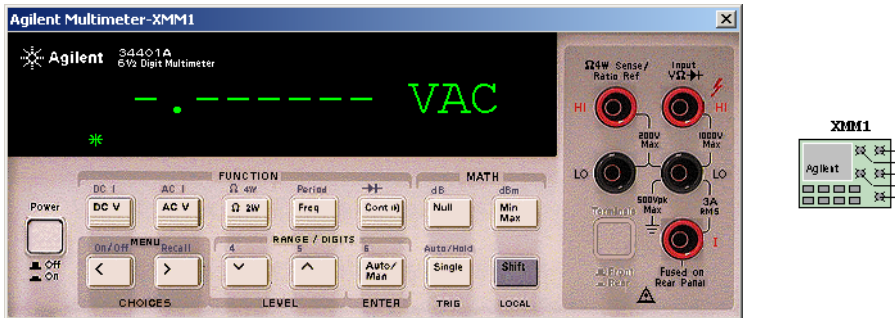 Agilent Multimeter-XMM1
Agilent 34401A
6½ Digit Multimeter
-.------ VAC
FUNCTION
MATH
DC I AC I Ω 4W Period dB dBm
Power
DC V AC V Ω 2W Freq Cont Null Min Max
MENU
RANGE / DIGITS
On/Off Recall 4 5 6 Auto/Hold
Off
On
< > Auto/Man Single Shift
CHOICES LEVEL ENTER TRIG LOCAL
Ω4W Sense/
Ratio Ref
Input
VΩ
HI HI
200V
Max
1000V
Max
LO LO
500Vpk
Max
3A
RMS
Terminals
I
Front
Rear
Fused on
Rear Panal
XMM1
Agilent